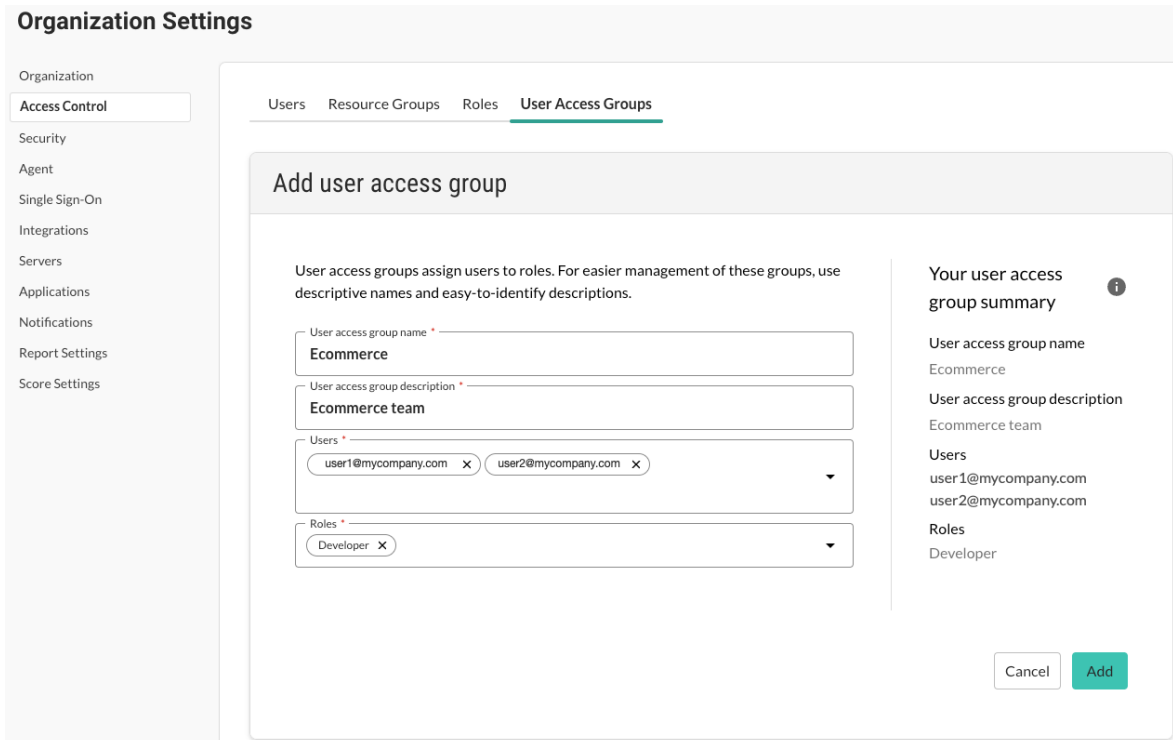 Organization Settings
Organization
Access Control
Security
Agent
Single Sign-On
Integrations
Servers
Applications
Notifications
Report Settings
Score Settings
Users Resource Groups Roles User Access Groups
Add user access group
User access groups assign users to roles. For easier management of these groups, use
descriptive names and easy-to-identify descriptions.
User access group name *
Ecommerce
User access group description *
Ecommerce team
Users *
user1@mycompany.com user2@mycompany.com
Roles *
Developer
Your user access
group summary
User access group name
Ecommerce
User access group description
Ecommerce team
Users
user1@mycompany.com
user2@mycompany.com
Roles
Developer
Cancel Add